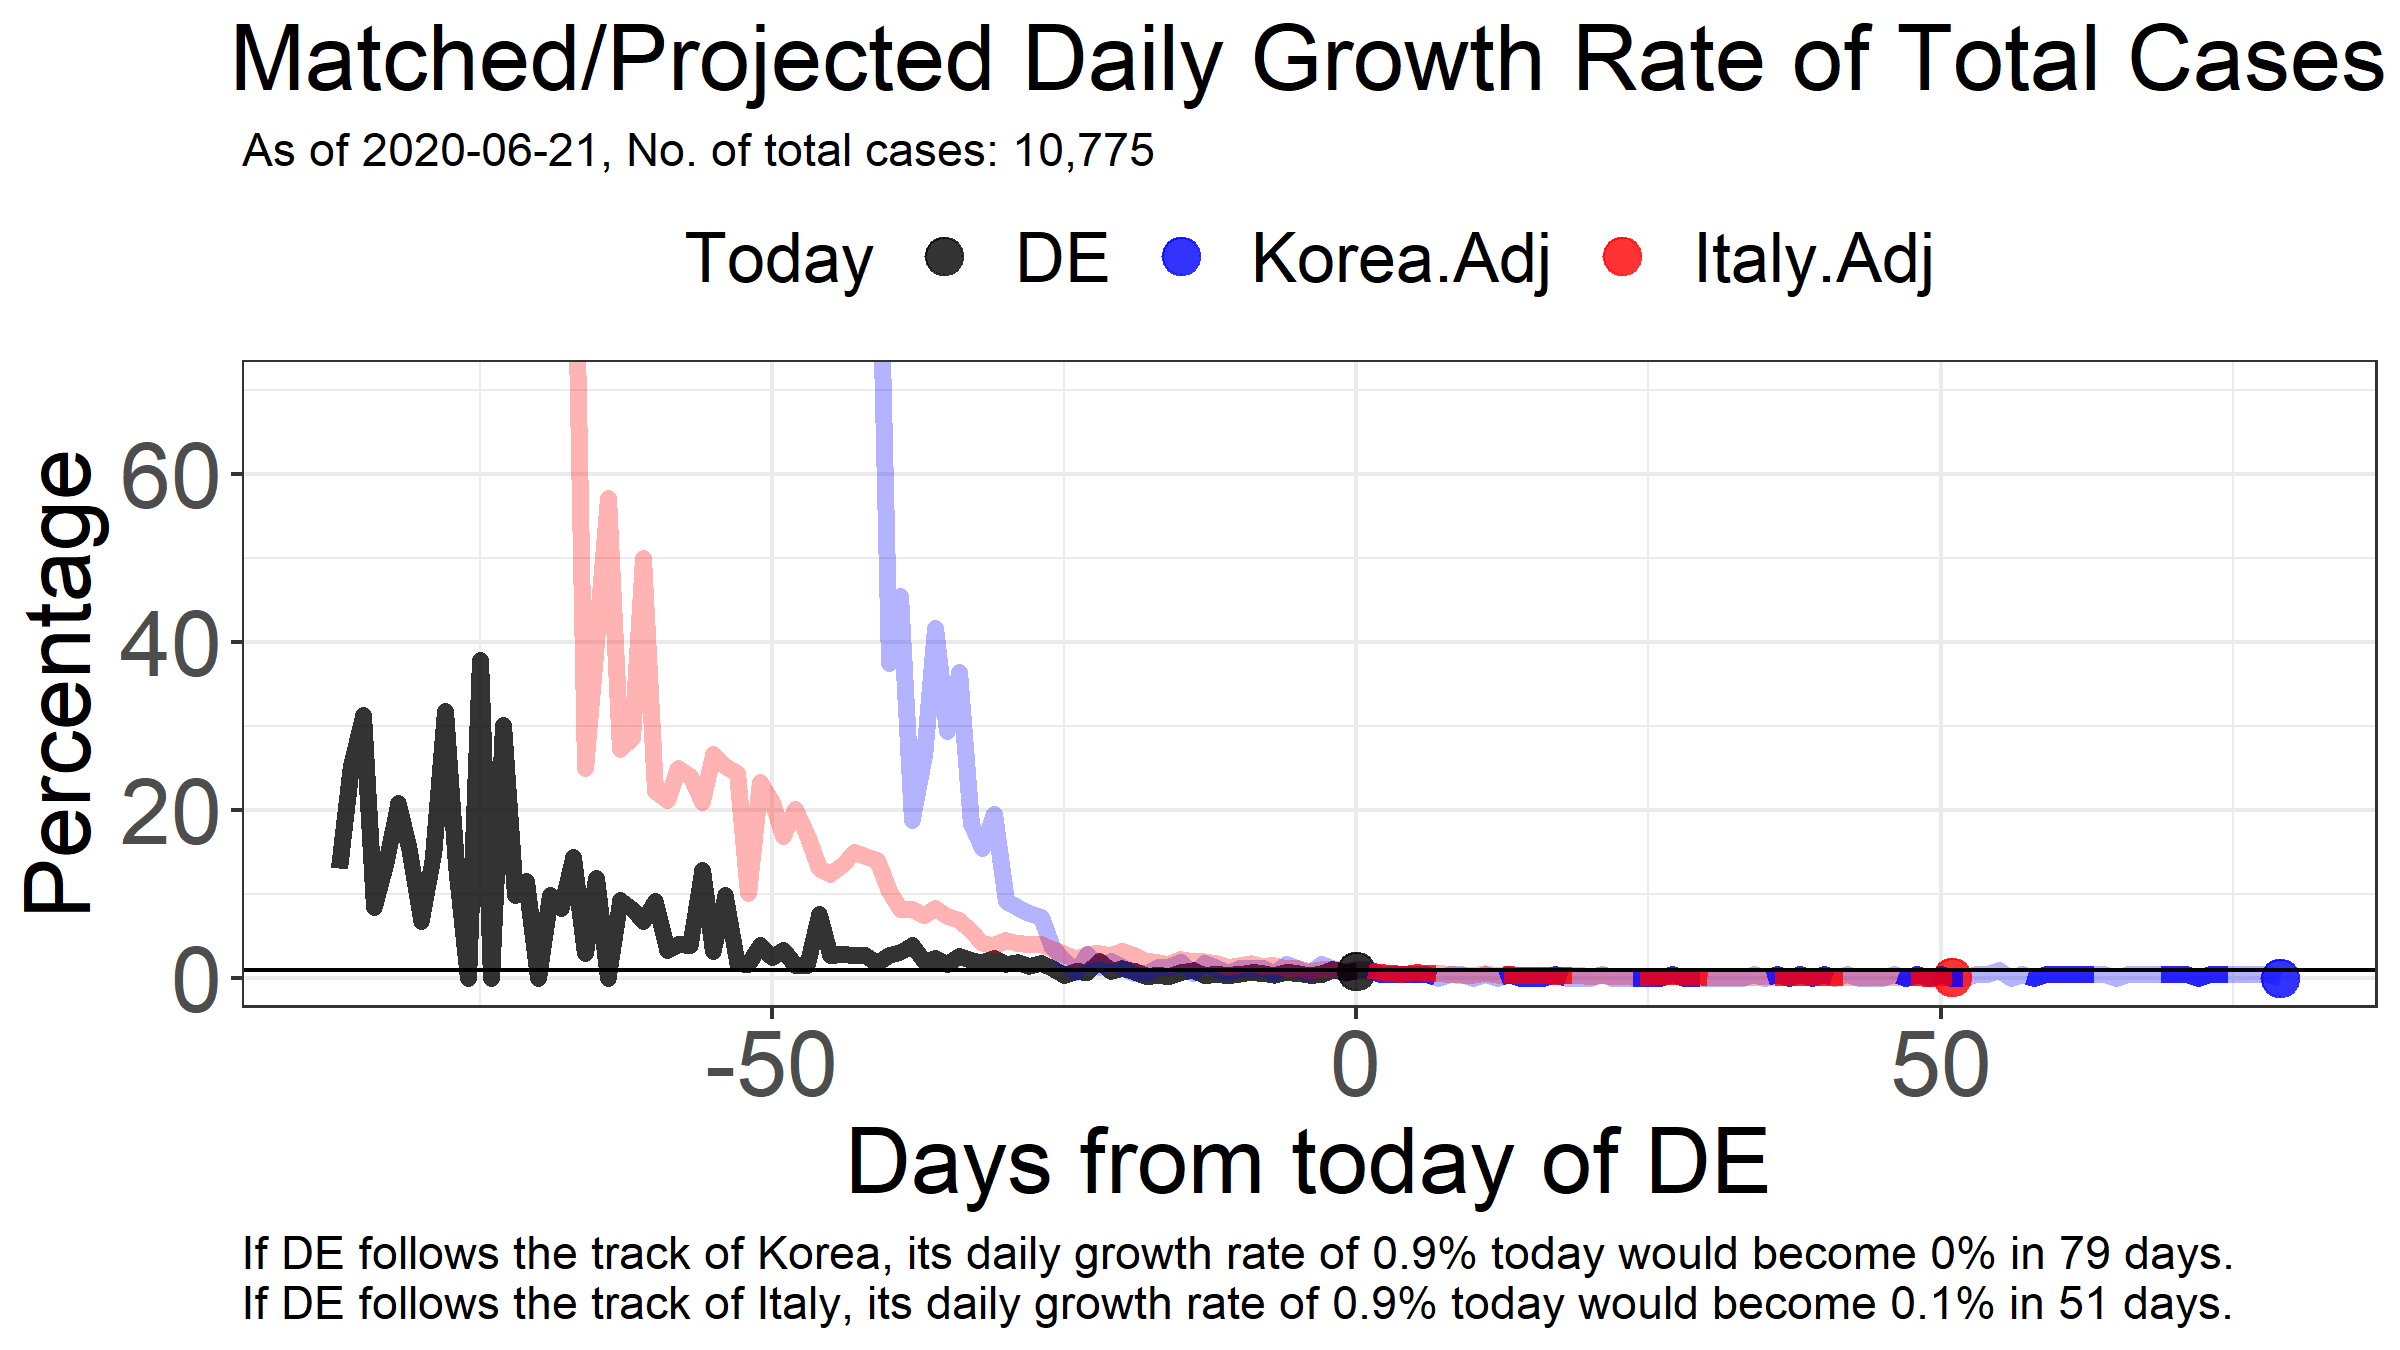 Matched/Projected Daily Growth Rate of Total Cases
As of 2020-06-21, No. of total cases: 10,775
Today DE Korea.Adj Italy.Adj
Percentage
60
40
20
0
-50 0 50
Days from today of DE
If DE follows the track of Korea, its daily growth rate of 0.9% today would become 0% in 79 days.
If DE follows the track of Italy, its daily growth rate of 0.9% today would become 0.1% in 51 days.